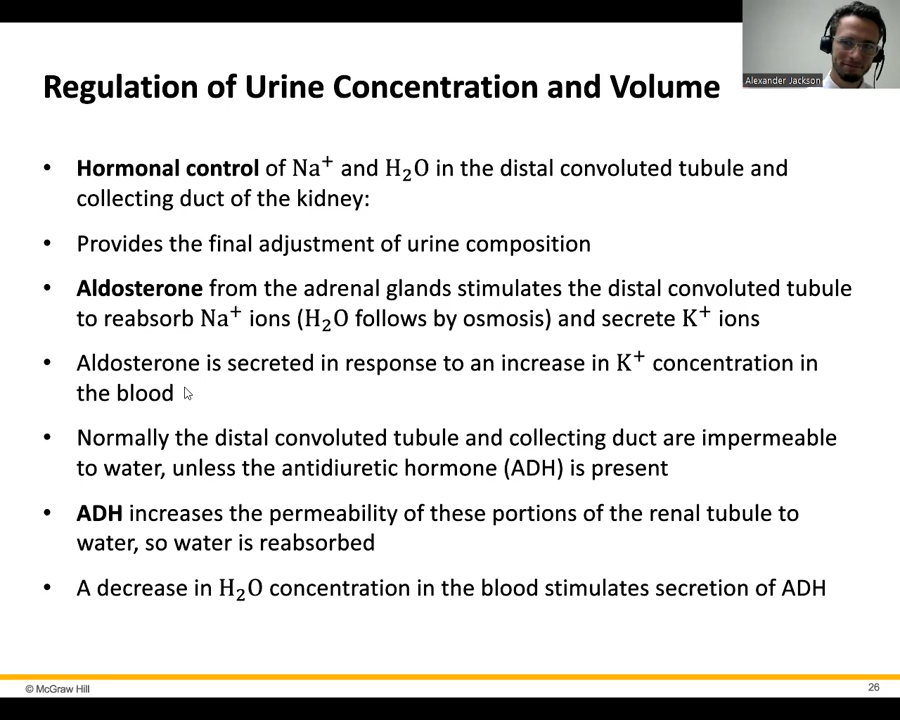 Alexander Jackson
Regulation of Urine Concentration and Volume
• Hormonal control of Na⁺ and H₂O in the distal convoluted tubule and
collecting duct of the kidney:
• Provides the final adjustment of urine composition
• Aldosterone from the adrenal glands stimulates the distal convoluted tubule
to reabsorb Na⁺ ions (H₂O follows by osmosis) and secrete K⁺ ions
• Aldosterone is secreted in response to an increase in K⁺ concentration in
the blood
• Normally the distal convoluted tubule and collecting duct are impermeable
to water, unless the antidiuretic hormone (ADH) is present
• ADH increases the permeability of these portions of the renal tubule to
water, so water is reabsorbed
• A decrease in H₂O concentration in the blood stimulates secretion of ADH
© McGraw Hill
26